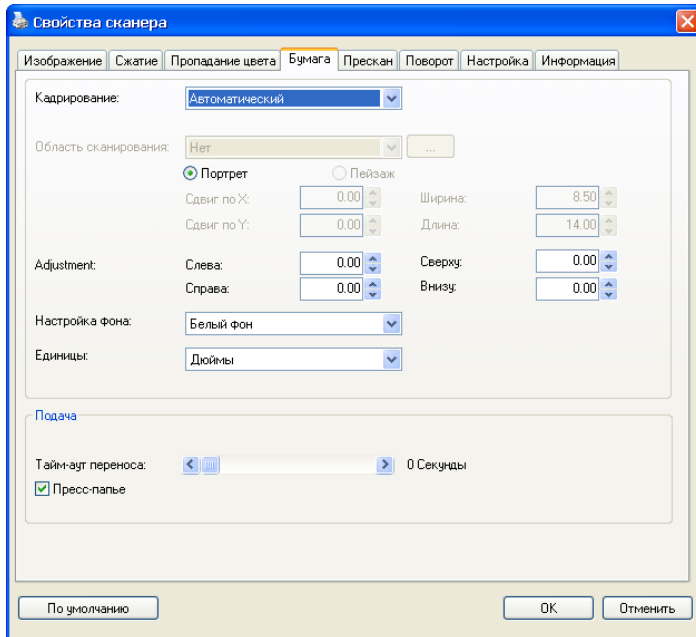 Свойства сканера
Изображение Сжатие Пропадание цвета Бумага Прескан Поворот Настройка Информация
Кадрирование: Автоматический
Область сканирования: Нет ...
Портрет Пейзаж
Сдвиг по X: 0.00 Ширина: 8.50
Сдвиг по Y: 0.00 Длина: 14.00
Adjustment: Слева: 0.00 Сверху: 0.00
Справа: 0.00 Внизу: 0.00
Настройка фона: Белый фон
Единицы: Дюймы
Подача
Тайм-аут переноса: 0 Секунды
Пресс-папье
По умолчанию OK Отменить